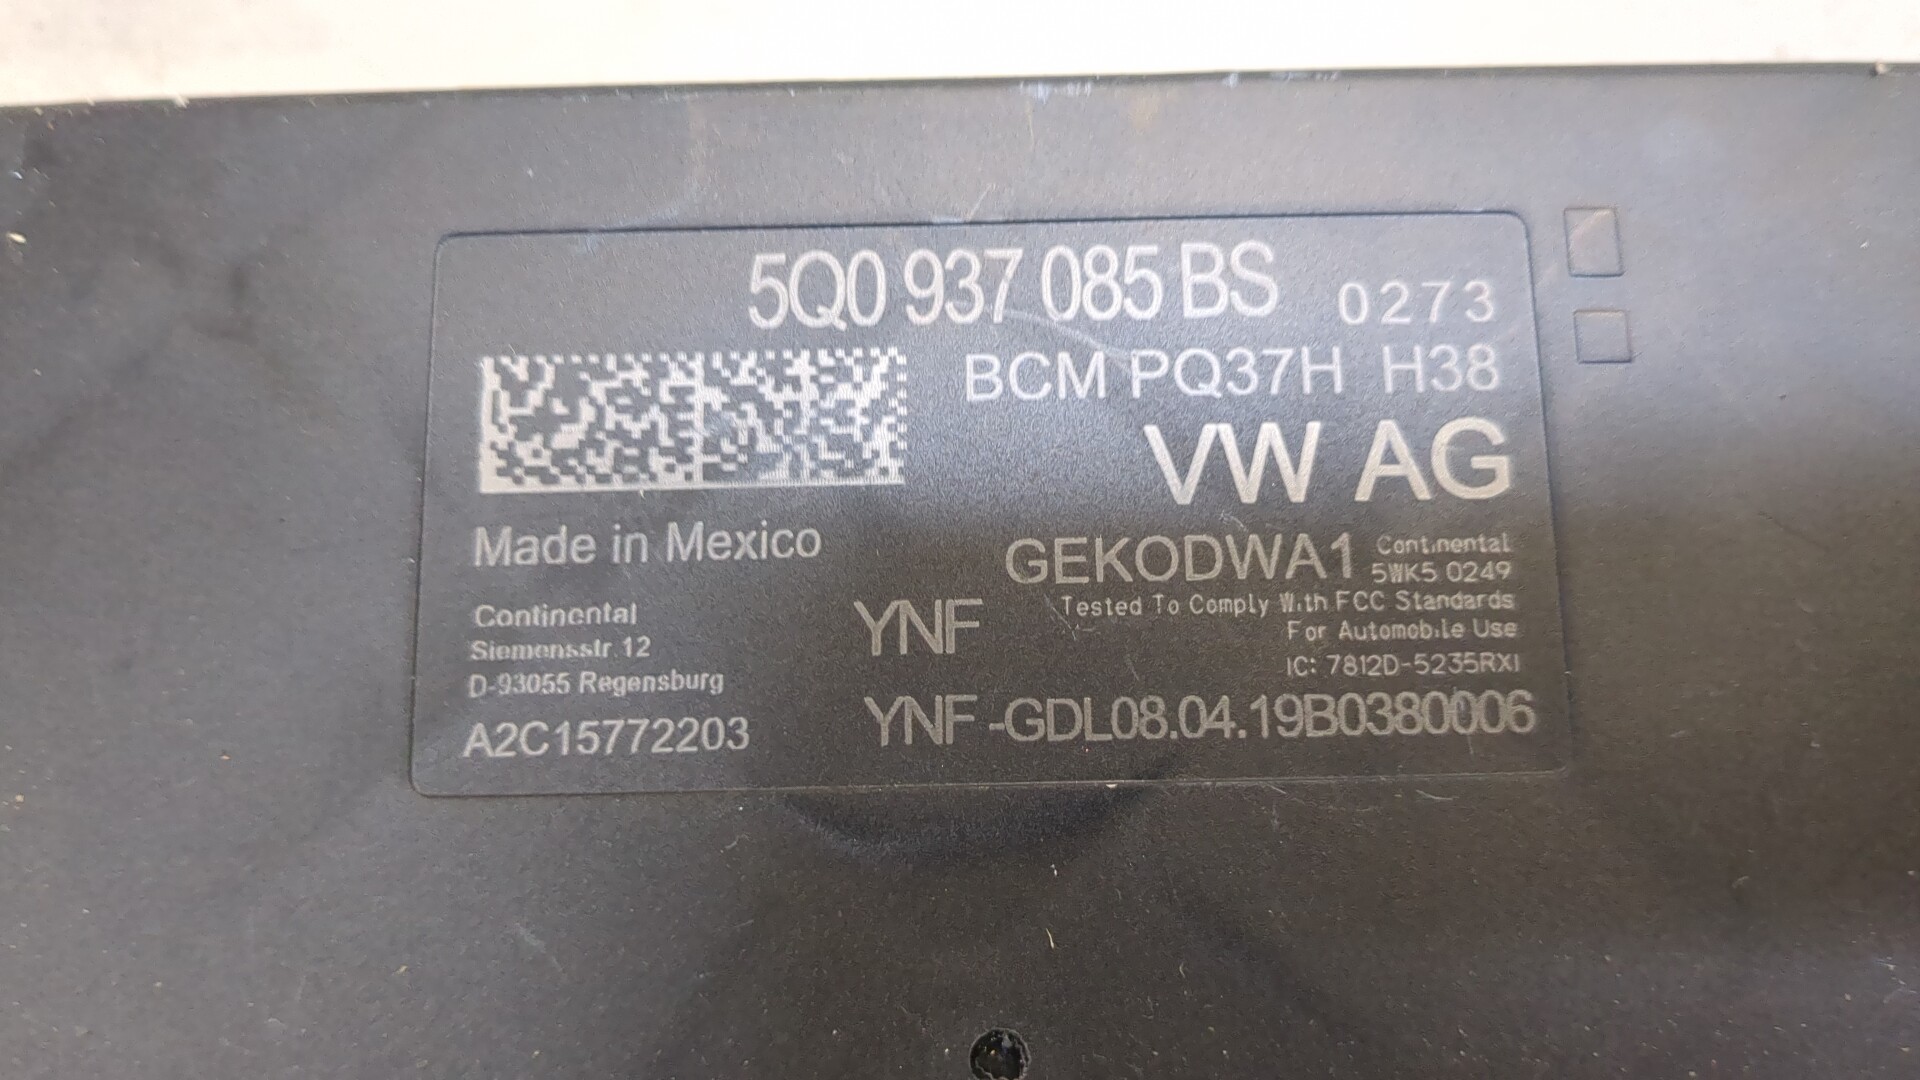 5Q0 937 085 BS 0273
BCM PQ37H H38
VW AG
Made in Mexico
GEKODWA1
Continental
5WK5 0249
Tested To Comply With FCC Standards
For Automobile Use
IC: 7812D-5235RXI
Continental
Siemensstr.12
D-93055 Regensburg
A2C15772203
YNF
YNF-GDL08.04.19B0380006